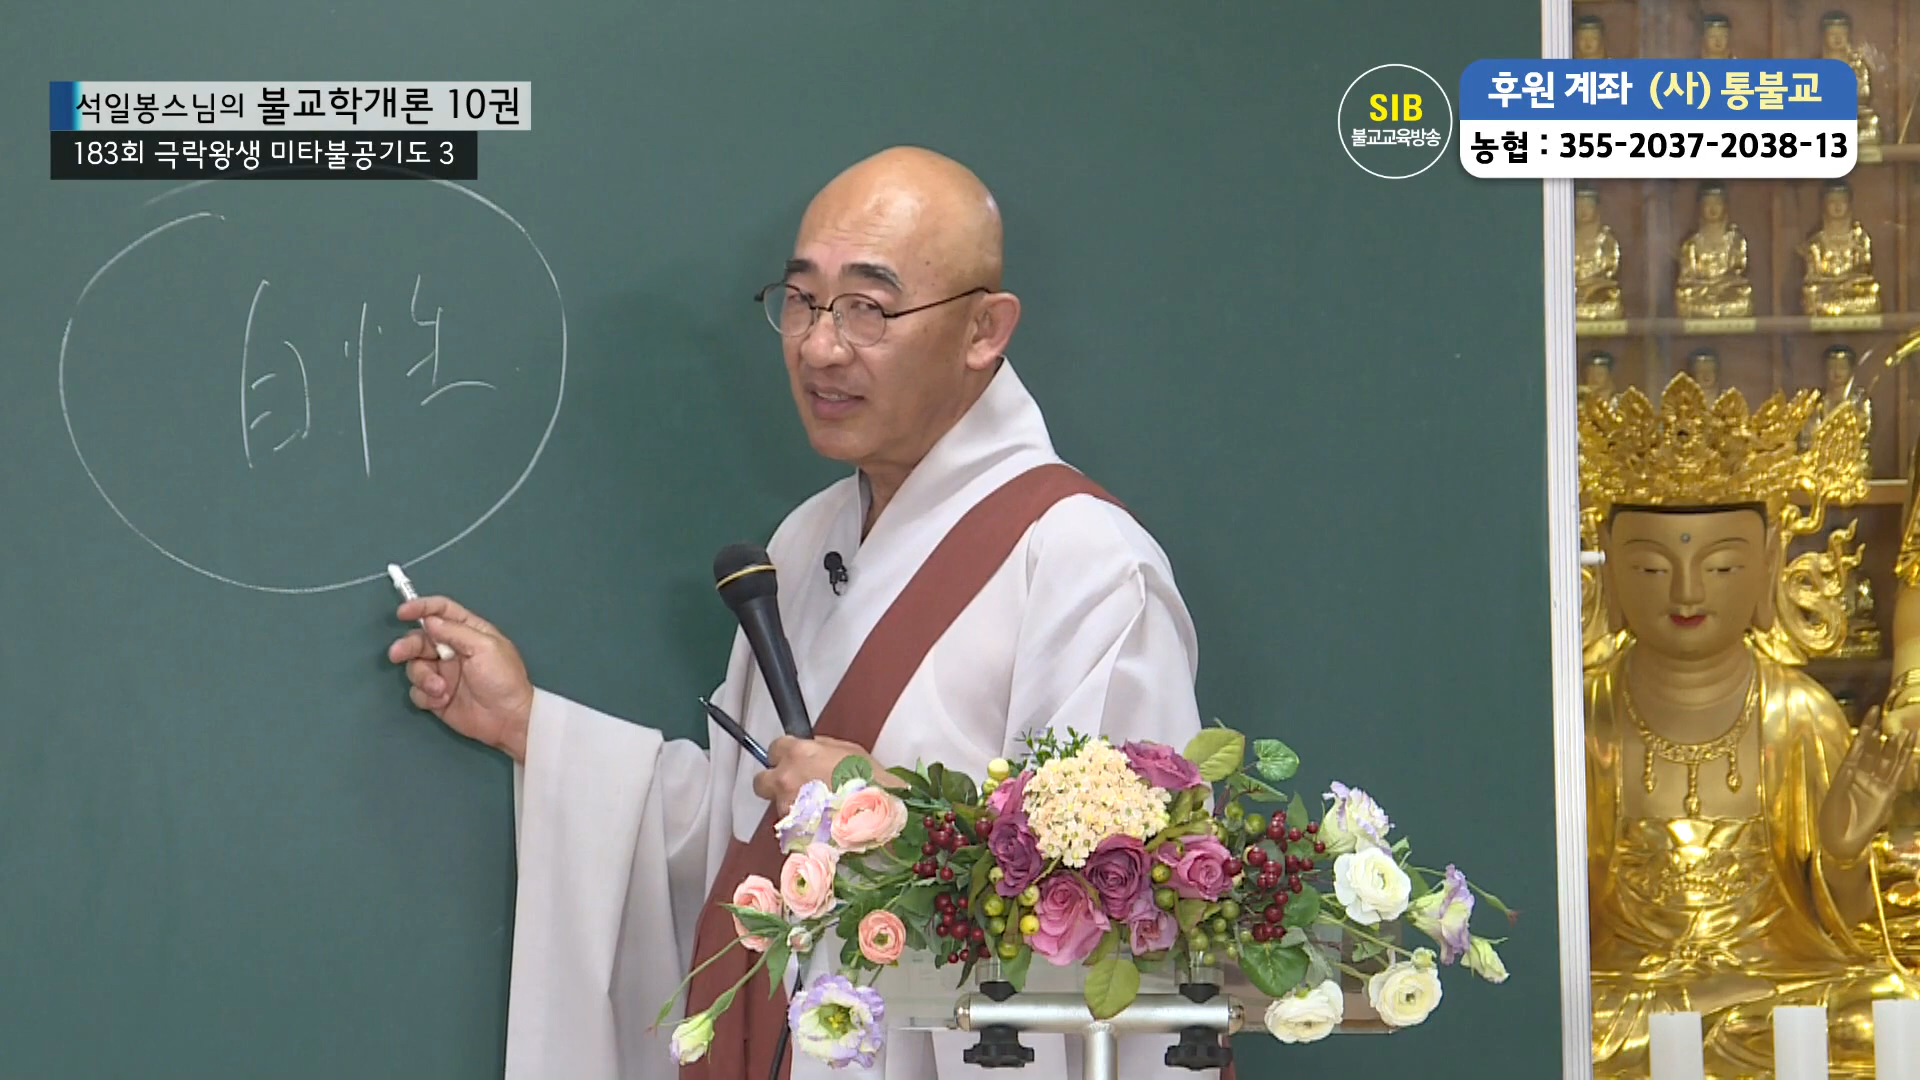 석일봉스님의 불교학개론 10권
183회 극락왕생 미타불공기도 3
SIB
불교교육방송
후원 계좌 (사) 통불교
농협 : 355-2037-2038-13